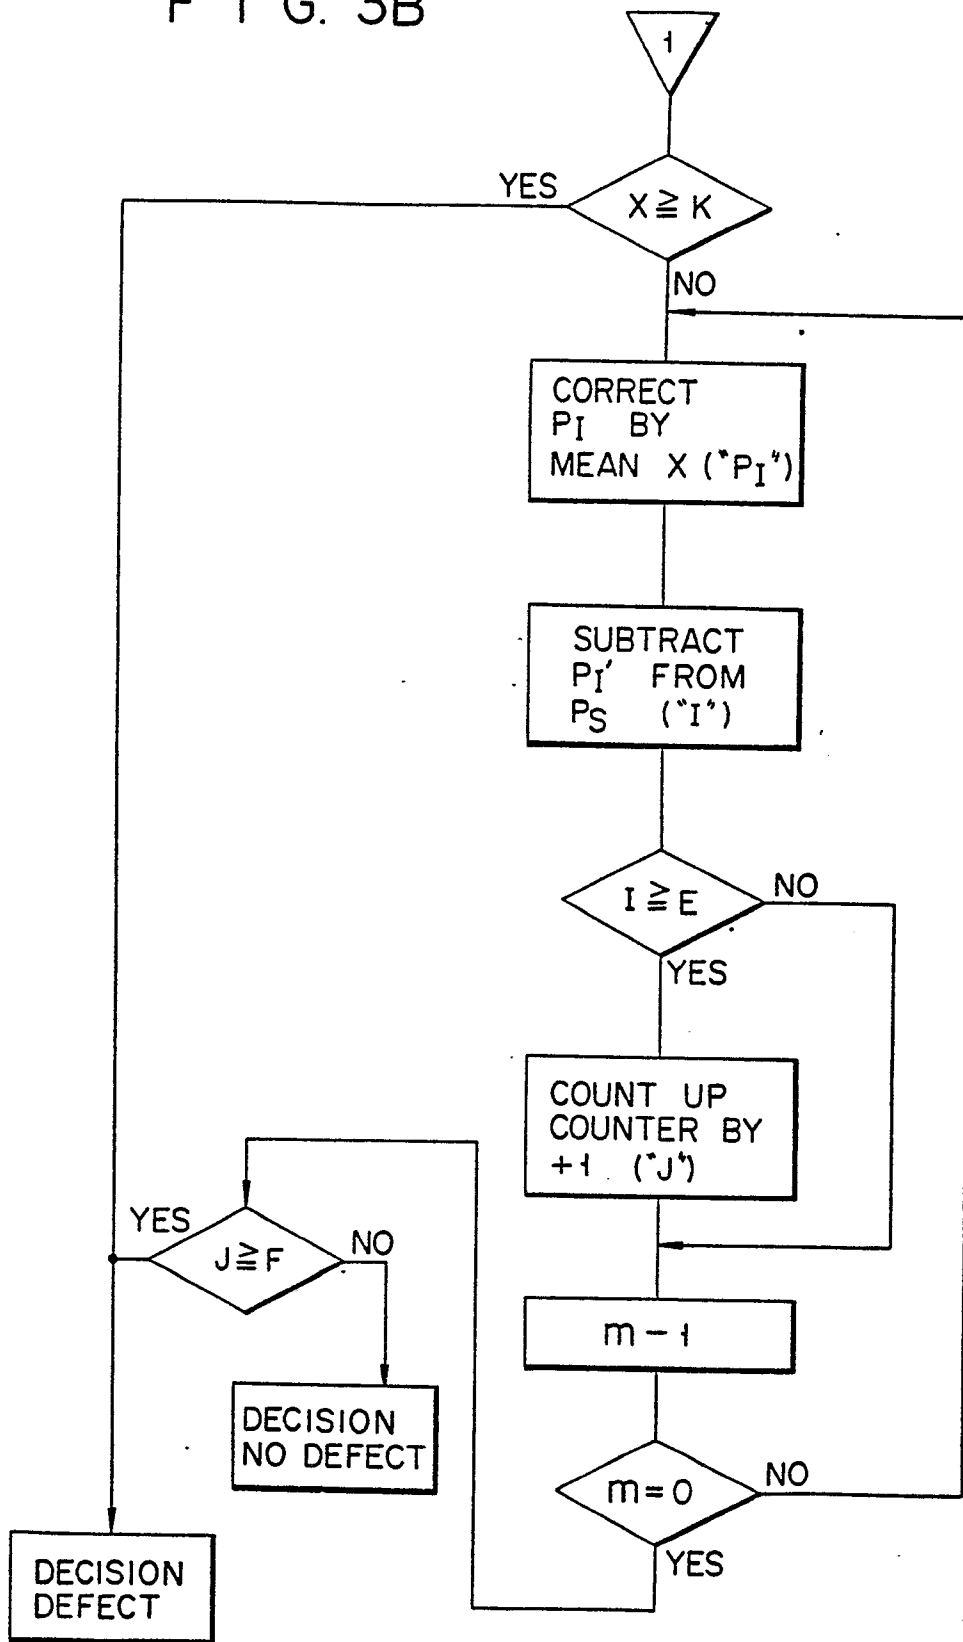 F I G. 3B
1
YES
X ≧ K
NO
CORRECT
PI BY
MEAN X ("PI")
SUBTRACT
PI' FROM
PS ("I")
I ≧ E
NO
YES
COUNT UP
COUNTER BY
+1 ("J")
YES
J ≧ F
NO
m - 1
DECISION
NO DEFECT
m = 0
NO
YES
DECISION
DEFECT